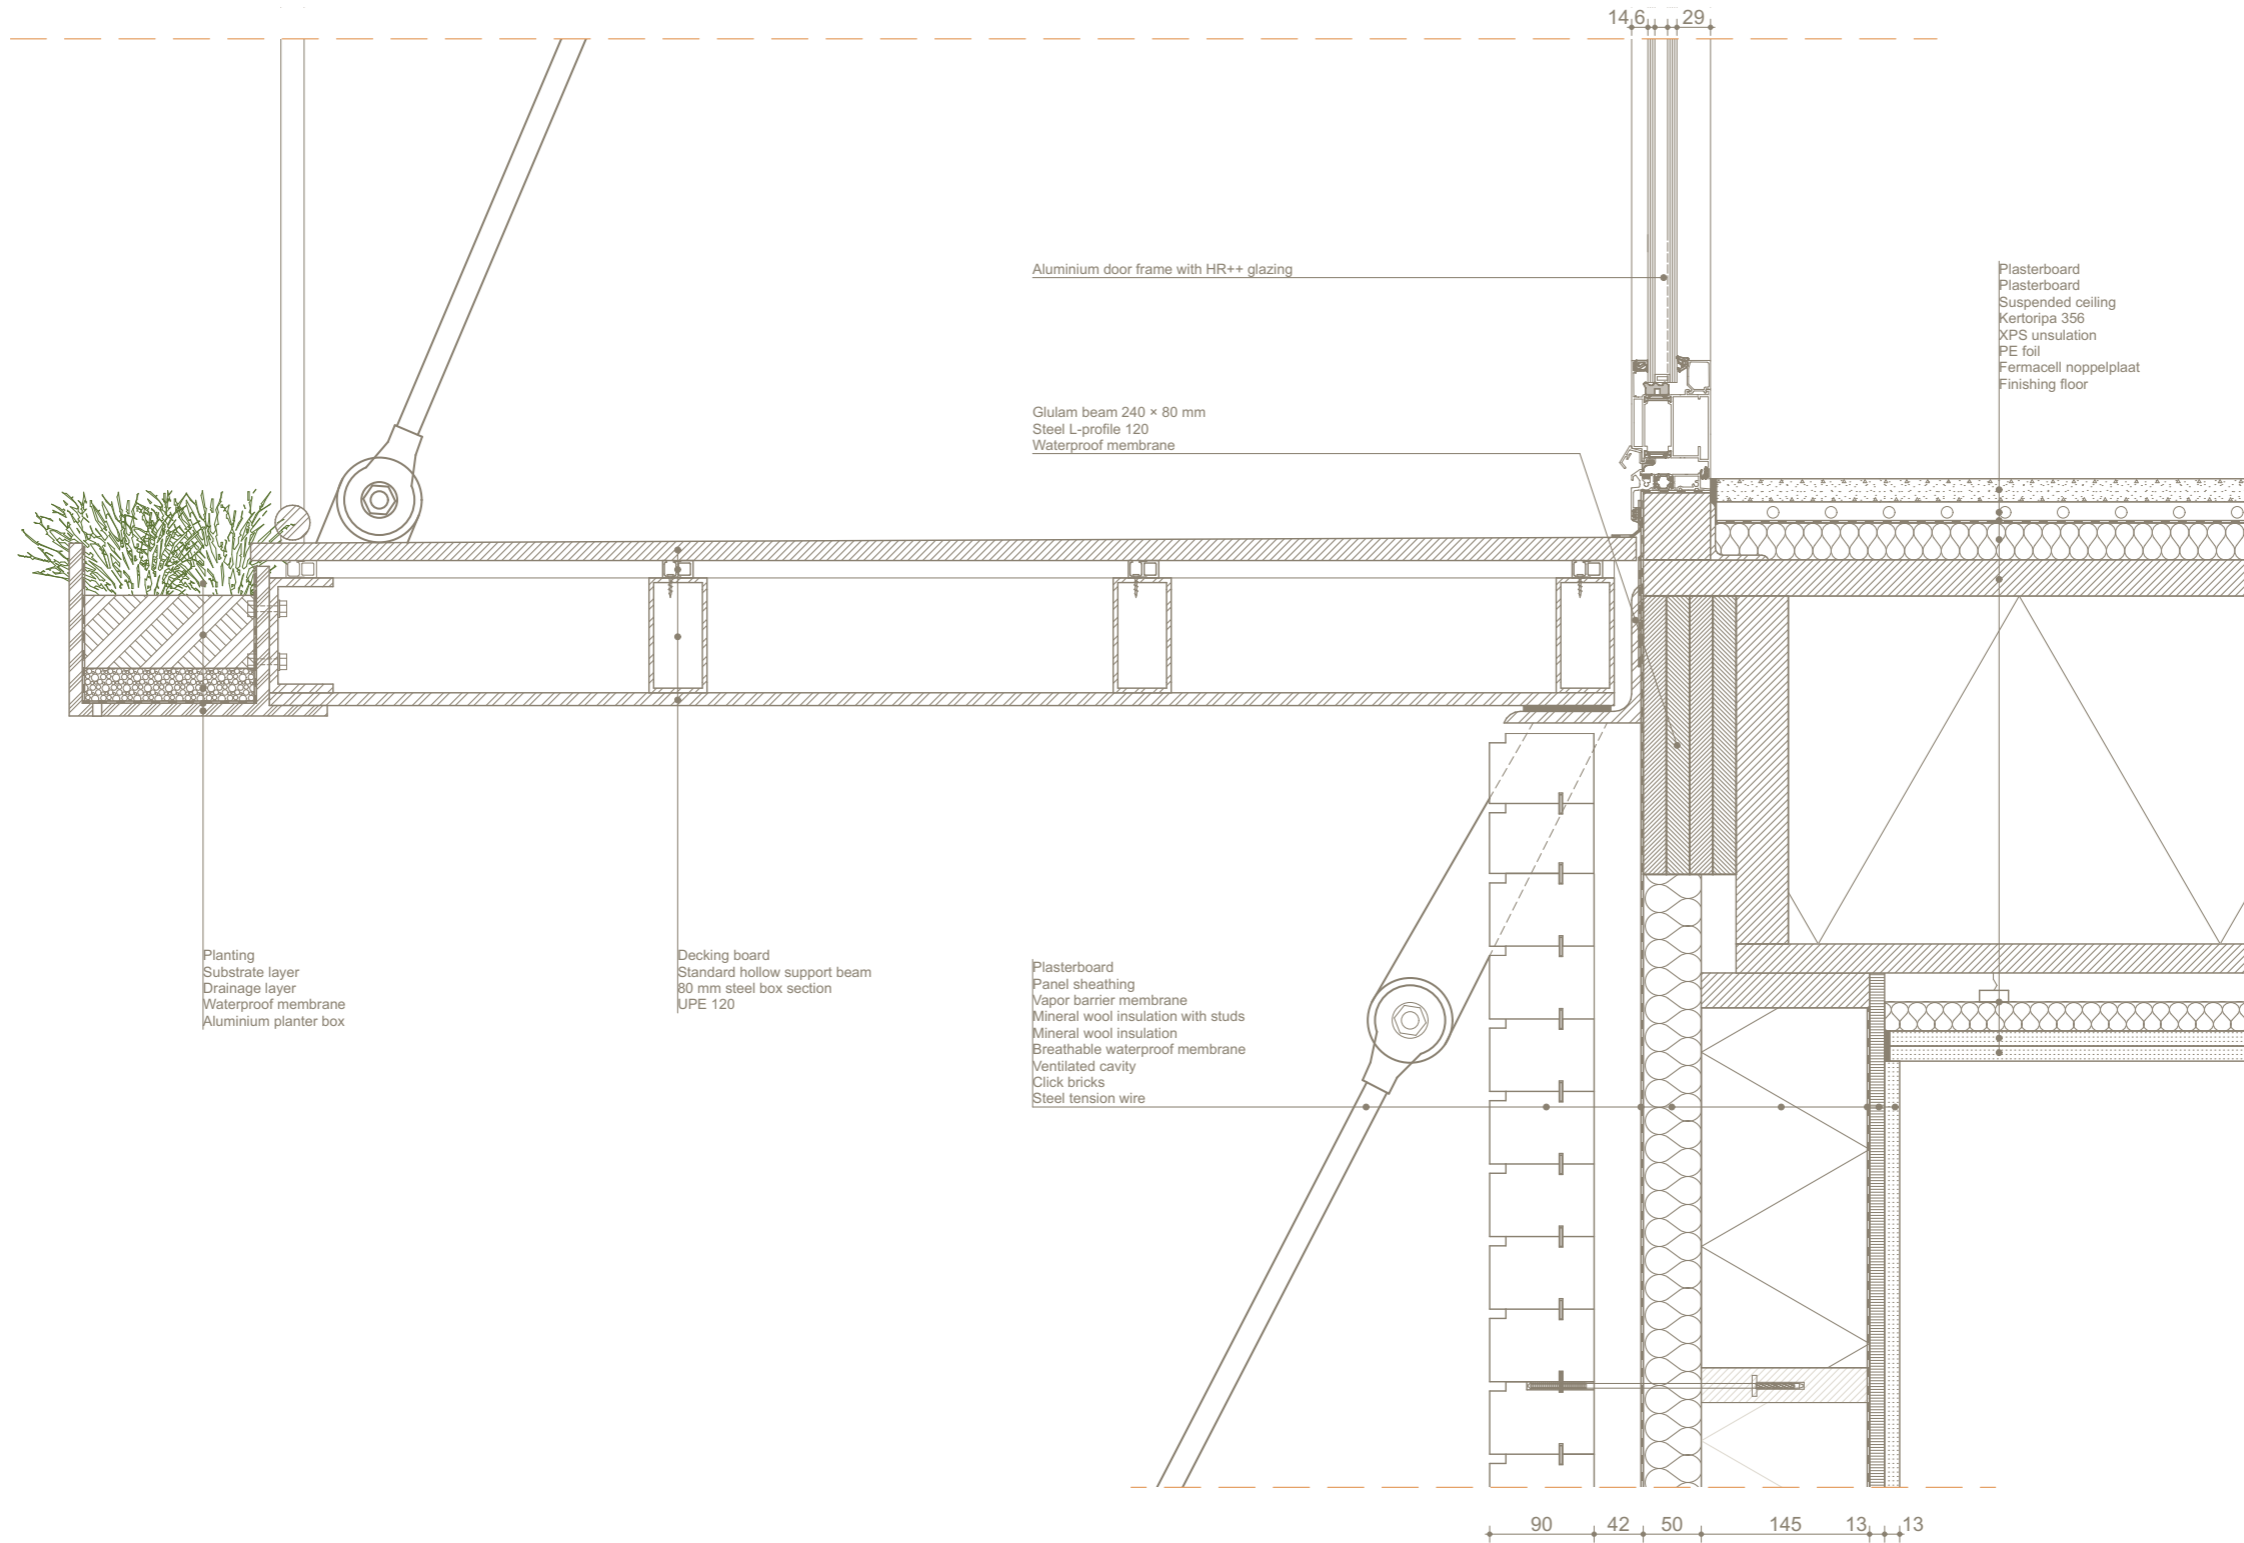 14 6 29
Aluminium door frame with HR++ glazing
Plasterboard
Plasterboard
Suspended ceiling
Kertoripa 356
XPS unsulation
PE foil
Fermacell noppelplaat
Finishing floor
Glulam beam 240 × 80 mm
Steel L-profile 120
Waterproof membrane
Planting
Substrate layer
Drainage layer
Waterproof membrane
Aluminium planter box
Decking board
Standard hollow support beam
80 mm steel box section
UPE 120
Plasterboard
Panel sheathing
Vapor barrier membrane
Mineral wool insulation with studs
Mineral wool insulation
Breathable waterproof membrane
Ventilated cavity
Click bricks
Steel tension wire
90 42 50 145 13 13